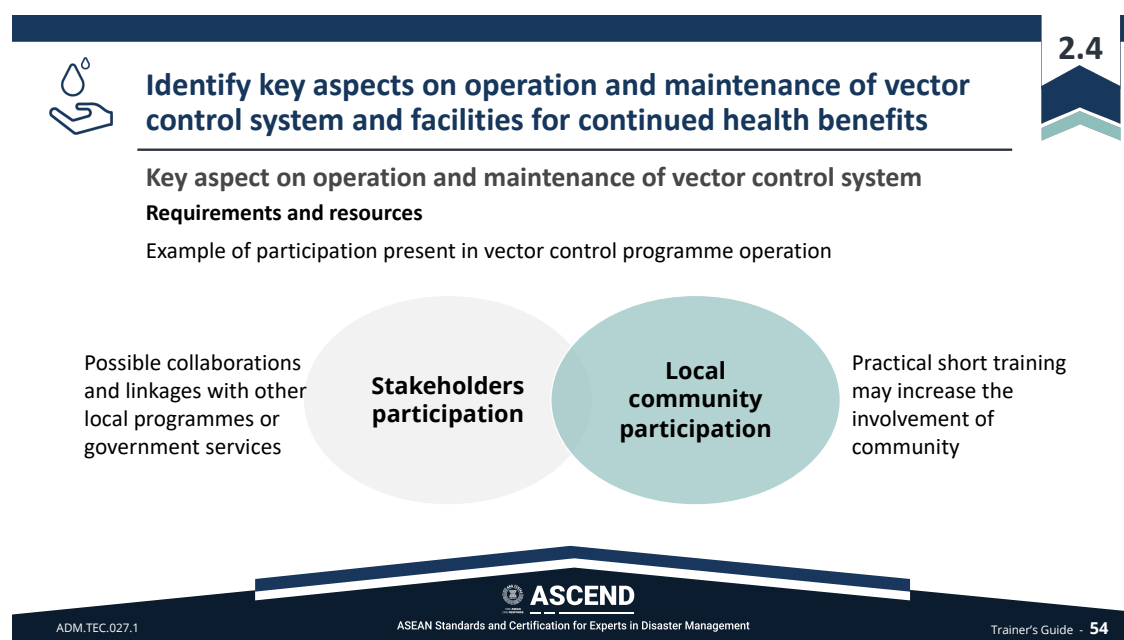 2.4
Identify key aspects on operation and maintenance of vector
control system and facilities for continued health benefits
Key aspect on operation and maintenance of vector control system
Requirements and resources
Example of participation present in vector control programme operation
Possible collaborations
and linkages with other
local programmes or
government services
Stakeholders
participation
Local
community
participation
Practical short training
may increase the
involvement of
community
ASCEND
ASEAN Standards and Certification for Experts in Disaster Management
ADM.TEC.027.1
Trainer's Guide - 54